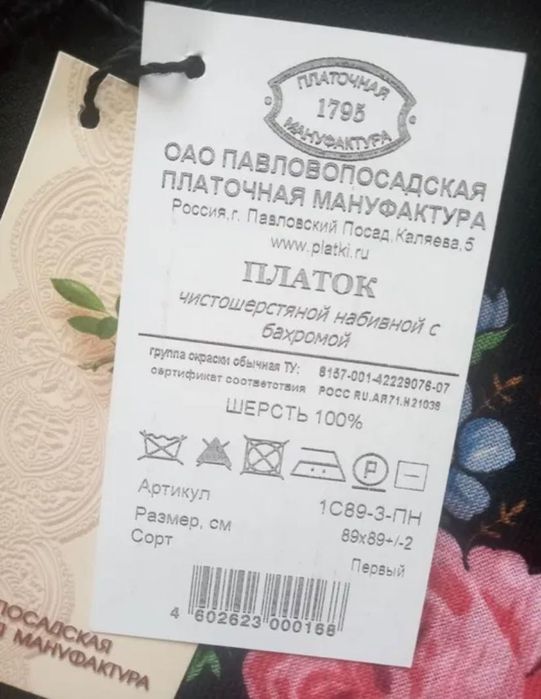 ПЛАТОЧНАЯ
1795
МАНУФАКТУРА
ОАО ПАВЛОВОПОСАДСКАЯ
ПЛАТОЧНАЯ МАНУФАКТУРА
Россия,г. Павловский Посад,Каляева,5
www.platki.ru
ПЛАТОК
чистошерстяной набивной с
бахромой
группа окраски обычная ТУ: 8157-001-42229076-07
сертификат соответствия РОСС RU.АЯ71.Н21038
ШЕРСТЬ 100%
P
Артикул 1С89-3-ПН
Размер, см 89х89+/-2
Сорт Первый
4 602623 000168
ПОСАДСКАЯ
Я МАНУФАКТУРА